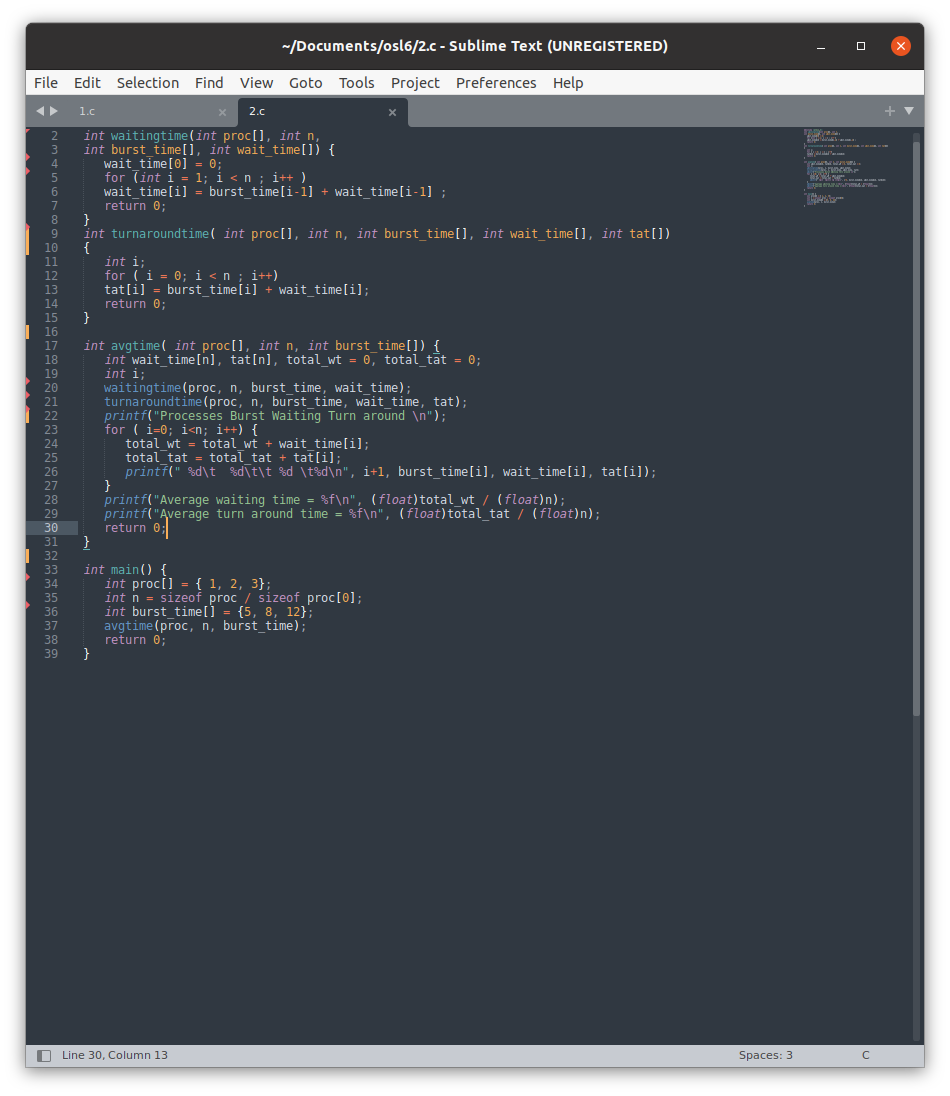 ~/Documents/osl6/2.c - Sublime Text (UNREGISTERED)
File Edit Selection Find View Goto Tools Project Preferences Help
1.c 2.c
2 int waitingtime(int proc[], int n,
3 int burst_time[], int wait_time[]) {
4 wait_time[0] = 0;
5 for (int i = 1; i < n ; i++ )
6 wait_time[i] = burst_time[i-1] + wait_time[i-1] ;
7 return 0;
8 }
9 int turnaroundtime( int proc[], int n, int burst_time[], int wait_time[], int tat[])
10 {
11 int i;
12 for ( i = 0; i < n ; i++)
13 tat[i] = burst_time[i] + wait_time[i];
14 return 0;
15 }
16
17 int avgtime( int proc[], int n, int burst_time[]) {
18 int wait_time[n], tat[n], total_wt = 0, total_tat = 0;
19 int i;
20 waitingtime(proc, n, burst_time, wait_time);
21 turnaroundtime(proc, n, burst_time, wait_time, tat);
22 printf("Processes Burst Waiting Turn around \n");
23 for ( i=0; i<n; i++) {
24 total_wt = total_wt + wait_time[i];
25 total_tat = total_tat + tat[i];
26 printf(" %d\t  %d\t\t %d \t%d\n", i+1, burst_time[i], wait_time[i], tat[i]);
27 }
28 printf("Average waiting time = %f\n", (float)total_wt / (float)n);
29 printf("Average turn around time = %f\n", (float)total_tat / (float)n);
30 return 0;
31 }
32
33 int main() {
34 int proc[] = { 1, 2, 3};
35 int n = sizeof proc / sizeof proc[0];
36 int burst_time[] = {5, 8, 12};
37 avgtime(proc, n, burst_time);
38 return 0;
39 }
Line 30, Column 13 Spaces: 3 C